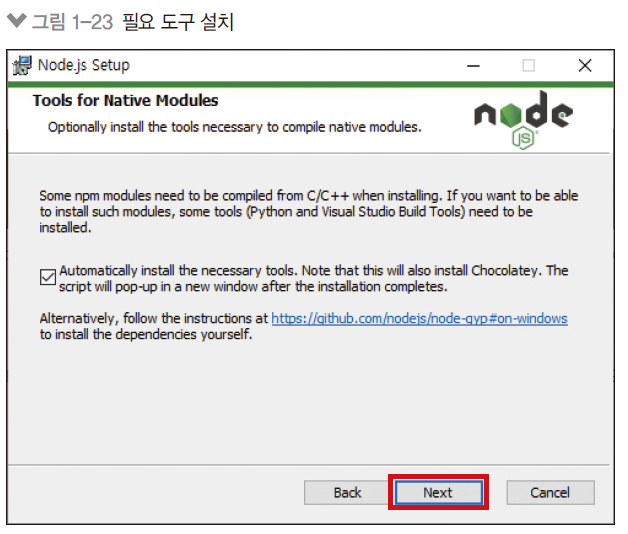 그림 1-23 필요 도구 설치
Node.js Setup
Tools for Native Modules
Optionally install the tools necessary to compile native modules.
node
JS
Some npm modules need to be compiled from C/C++ when installing. If you want to be able
to install such modules, some tools (Python and Visual Studio Build Tools) need to be
installed.
Automatically install the necessary tools. Note that this will also install Chocolatey. The
script will pop-up in a new window after the installation completes.
Alternatively, follow the instructions at https://github.com/nodejs/node-gyp#on-windows
to install the dependencies yourself.
Back Next Cancel